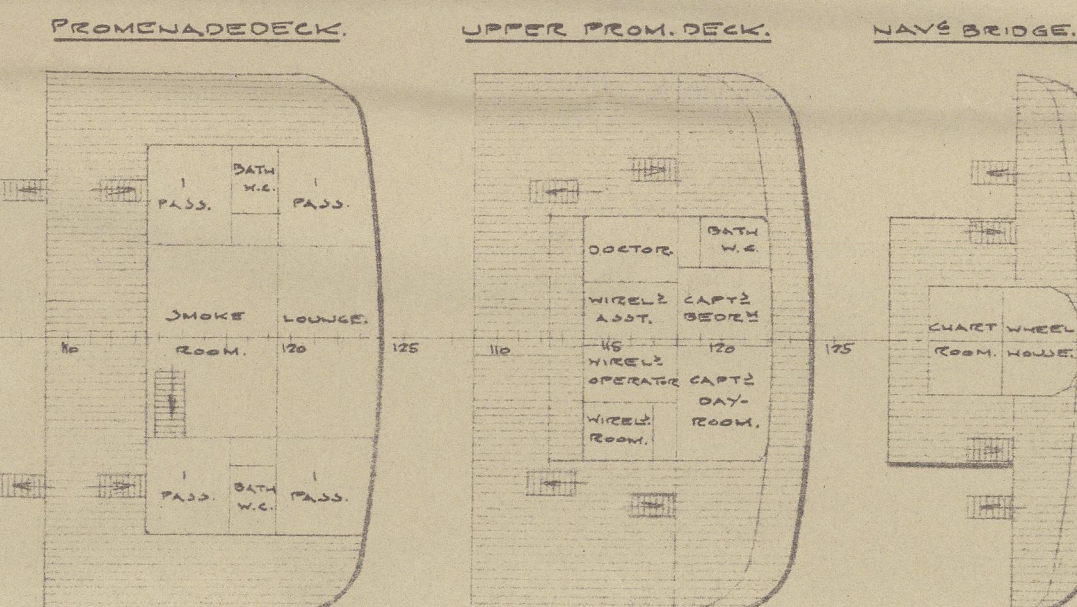 PROMENADEDECK.
BATH
W.C.
1
PASS.
1
PASS.
SMOKE
ROOM.
LOUNGE.
110
120
125
1
PASS.
BATH
W.C.
1
PASS.
UPPER PROM. DECK.
DOCTOR.
BATH
W.C.
WIREL?
ASST.
CAPT?
BEDRM
110
115
120
125
WIREL?
OPERATOR
CAPT?
DAY-
ROOM.
WIREL?
ROOM.
NAVG BRIDGE.
CHART
ROOM.
WHEEL
HOUSE.